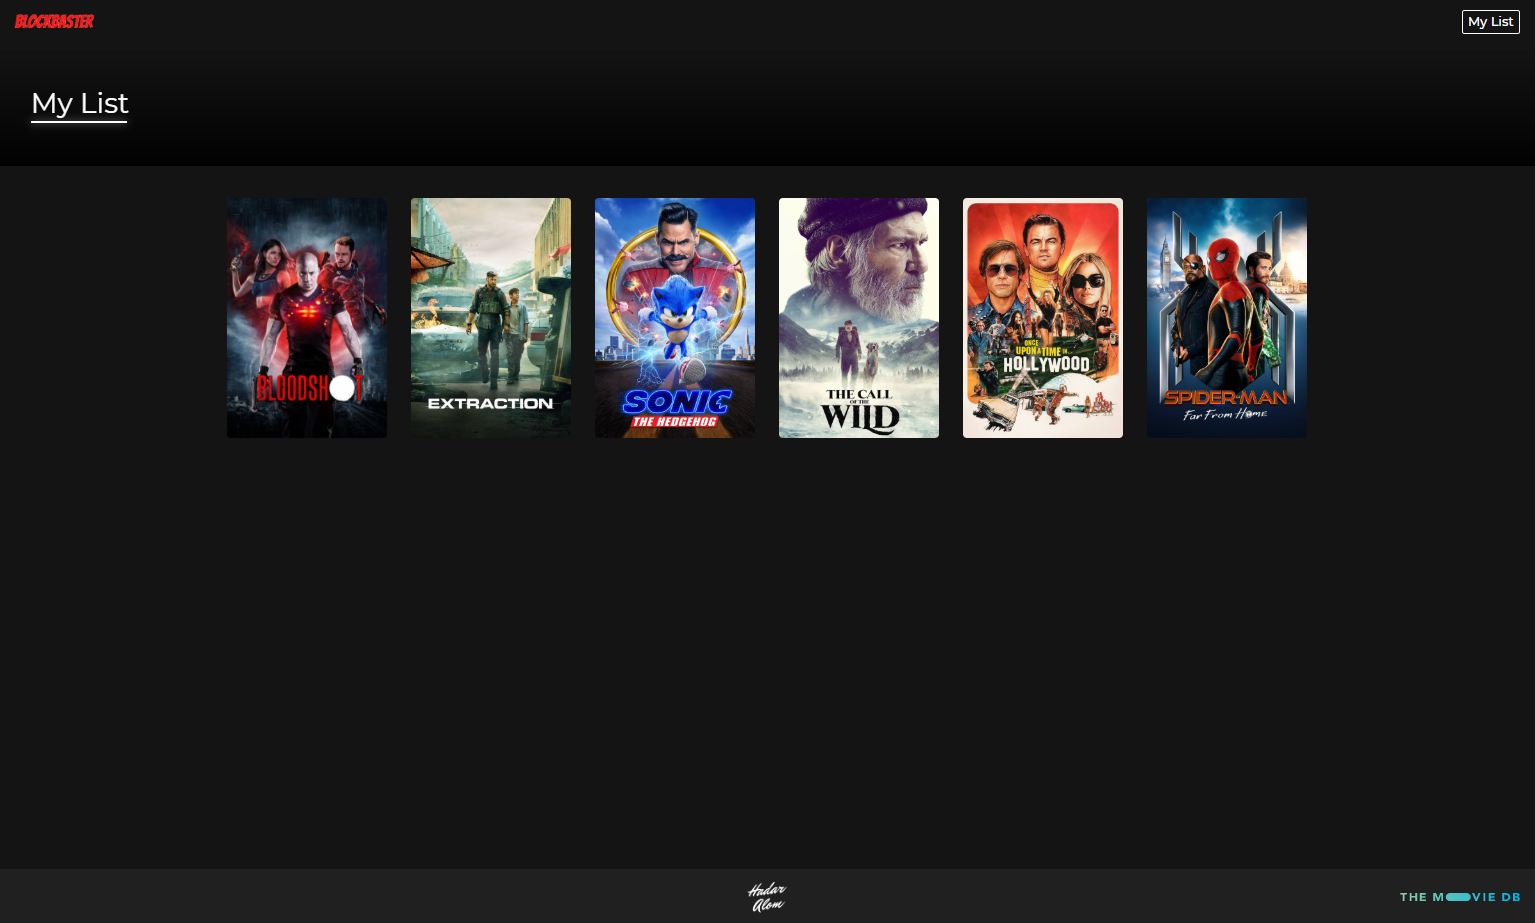 BLOCKBASTER
My List
My List
BLOODSHOT
EXTRACTION
SONIC
THE HEDGEHOG
THE CALL
OF THE
WILD
ONCE
UPON A TIME IN
HOLLYWOOD
SPIDER-MAN
Far From Home
Hadar
Alom
THE MOVIE DB